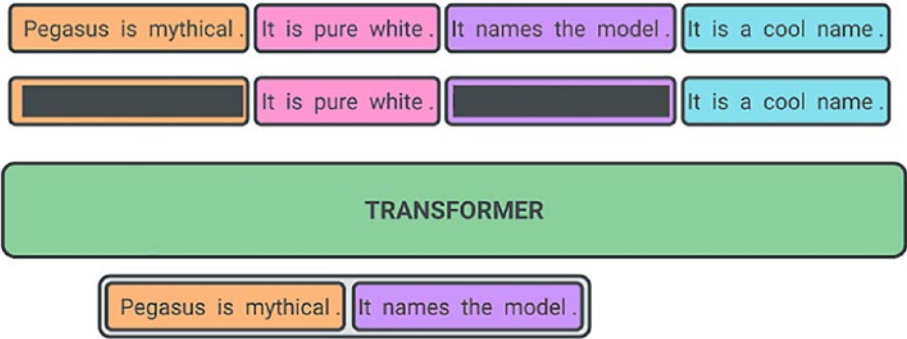 Pegasus is mythical. It is pure white. It names the model. It is a cool name.
It is pure white. It is a cool name.
TRANSFORMER
Pegasus is mythical. It names the model.